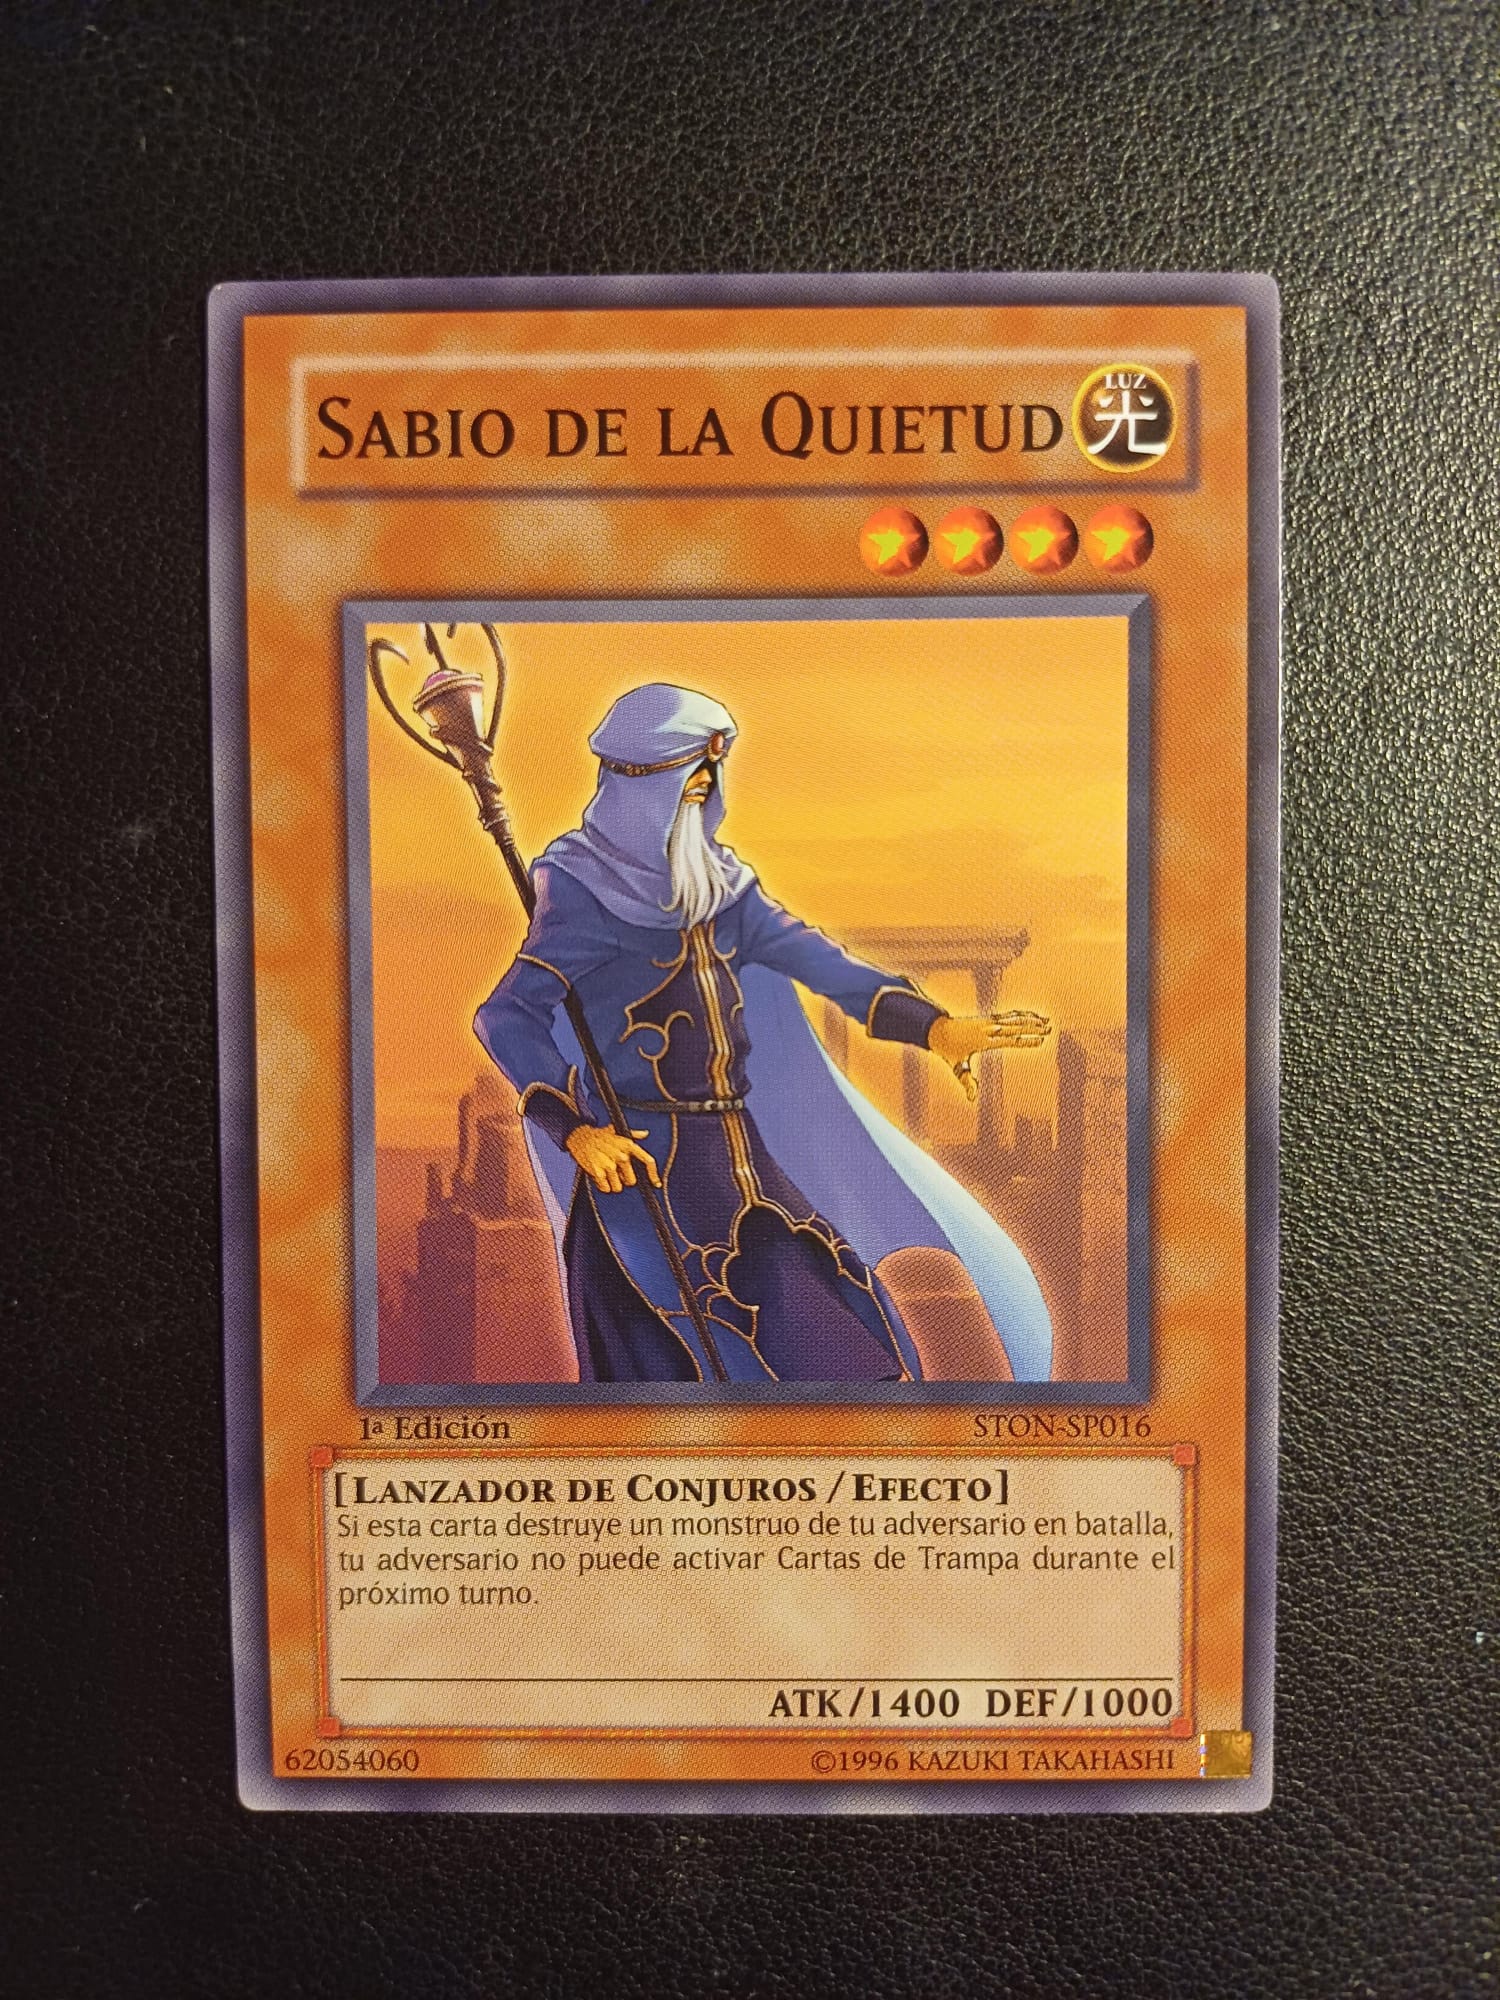 Sabio de la Quietud
LUZ
光
1ª Edición
STON-SP016
[Lanzador de Conjuros / Efecto]
Si esta carta destruye un monstruo de tu adversario en batalla,
tu adversario no puede activar Cartas de Trampa durante el
próximo turno.
ATK/1400 DEF/1000
62054060
©1996 KAZUKI TAKAHASHI